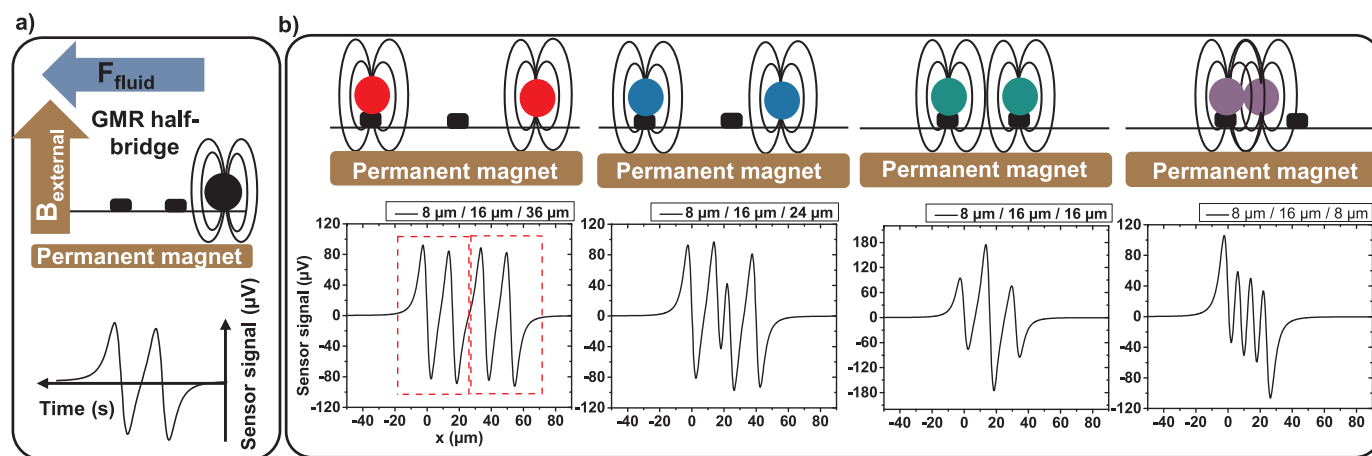 a)
F_fluid
B_external
GMR half-
bridge
Permanent magnet
Sensor signal (µV)
Time (s)
b)
Permanent magnet
Permanent magnet
Permanent magnet
Permanent magnet
8 µm / 16 µm / 36 µm
120
80
40
0
-40
-80
-120
Sensor signal (µV)
-40 -20 0 20 40 60 80
x (µm)
8 µm / 16 µm / 24 µm
120
80
40
0
-40
-80
-120
Sensor signal (µV)
-40 -20 0 20 40 60 80
8 µm / 16 µm / 16 µm
180
120
60
0
-60
-120
-180
-40 -20 0 20 40 60 80
8 µm / 16 µm / 8 µm
120
80
40
0
-40
-80
-120
-40 -20 0 20 40 60 80